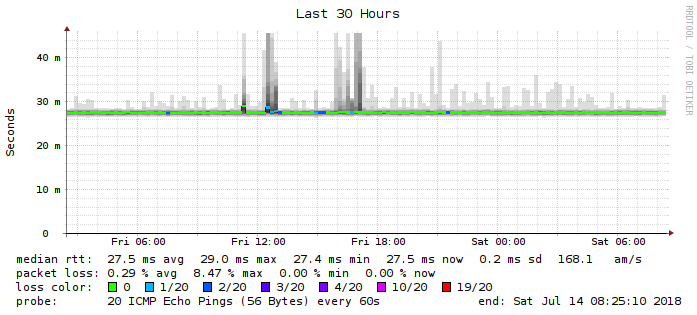 Last 30 Hours
RRDTOOL / TOBI OETIKER
Seconds
40 m
30 m
20 m
10 m
0
Fri 06:00 Fri 12:00 Fri 18:00 Sat 00:00 Sat 06:00
median rtt: 27.5 ms avg 29.0 ms max 27.4 ms min 27.5 ms now 0.2 ms sd 168.1 am/s
packet loss: 0.29 % avg 8.47 % max 0.00 % min 0.00 % now
loss color: 0 1/20 2/20 3/20 4/20 10/20 19/20
probe: 20 ICMP Echo Pings (56 Bytes) every 60s end: Sat Jul 14 08:25:10 2018